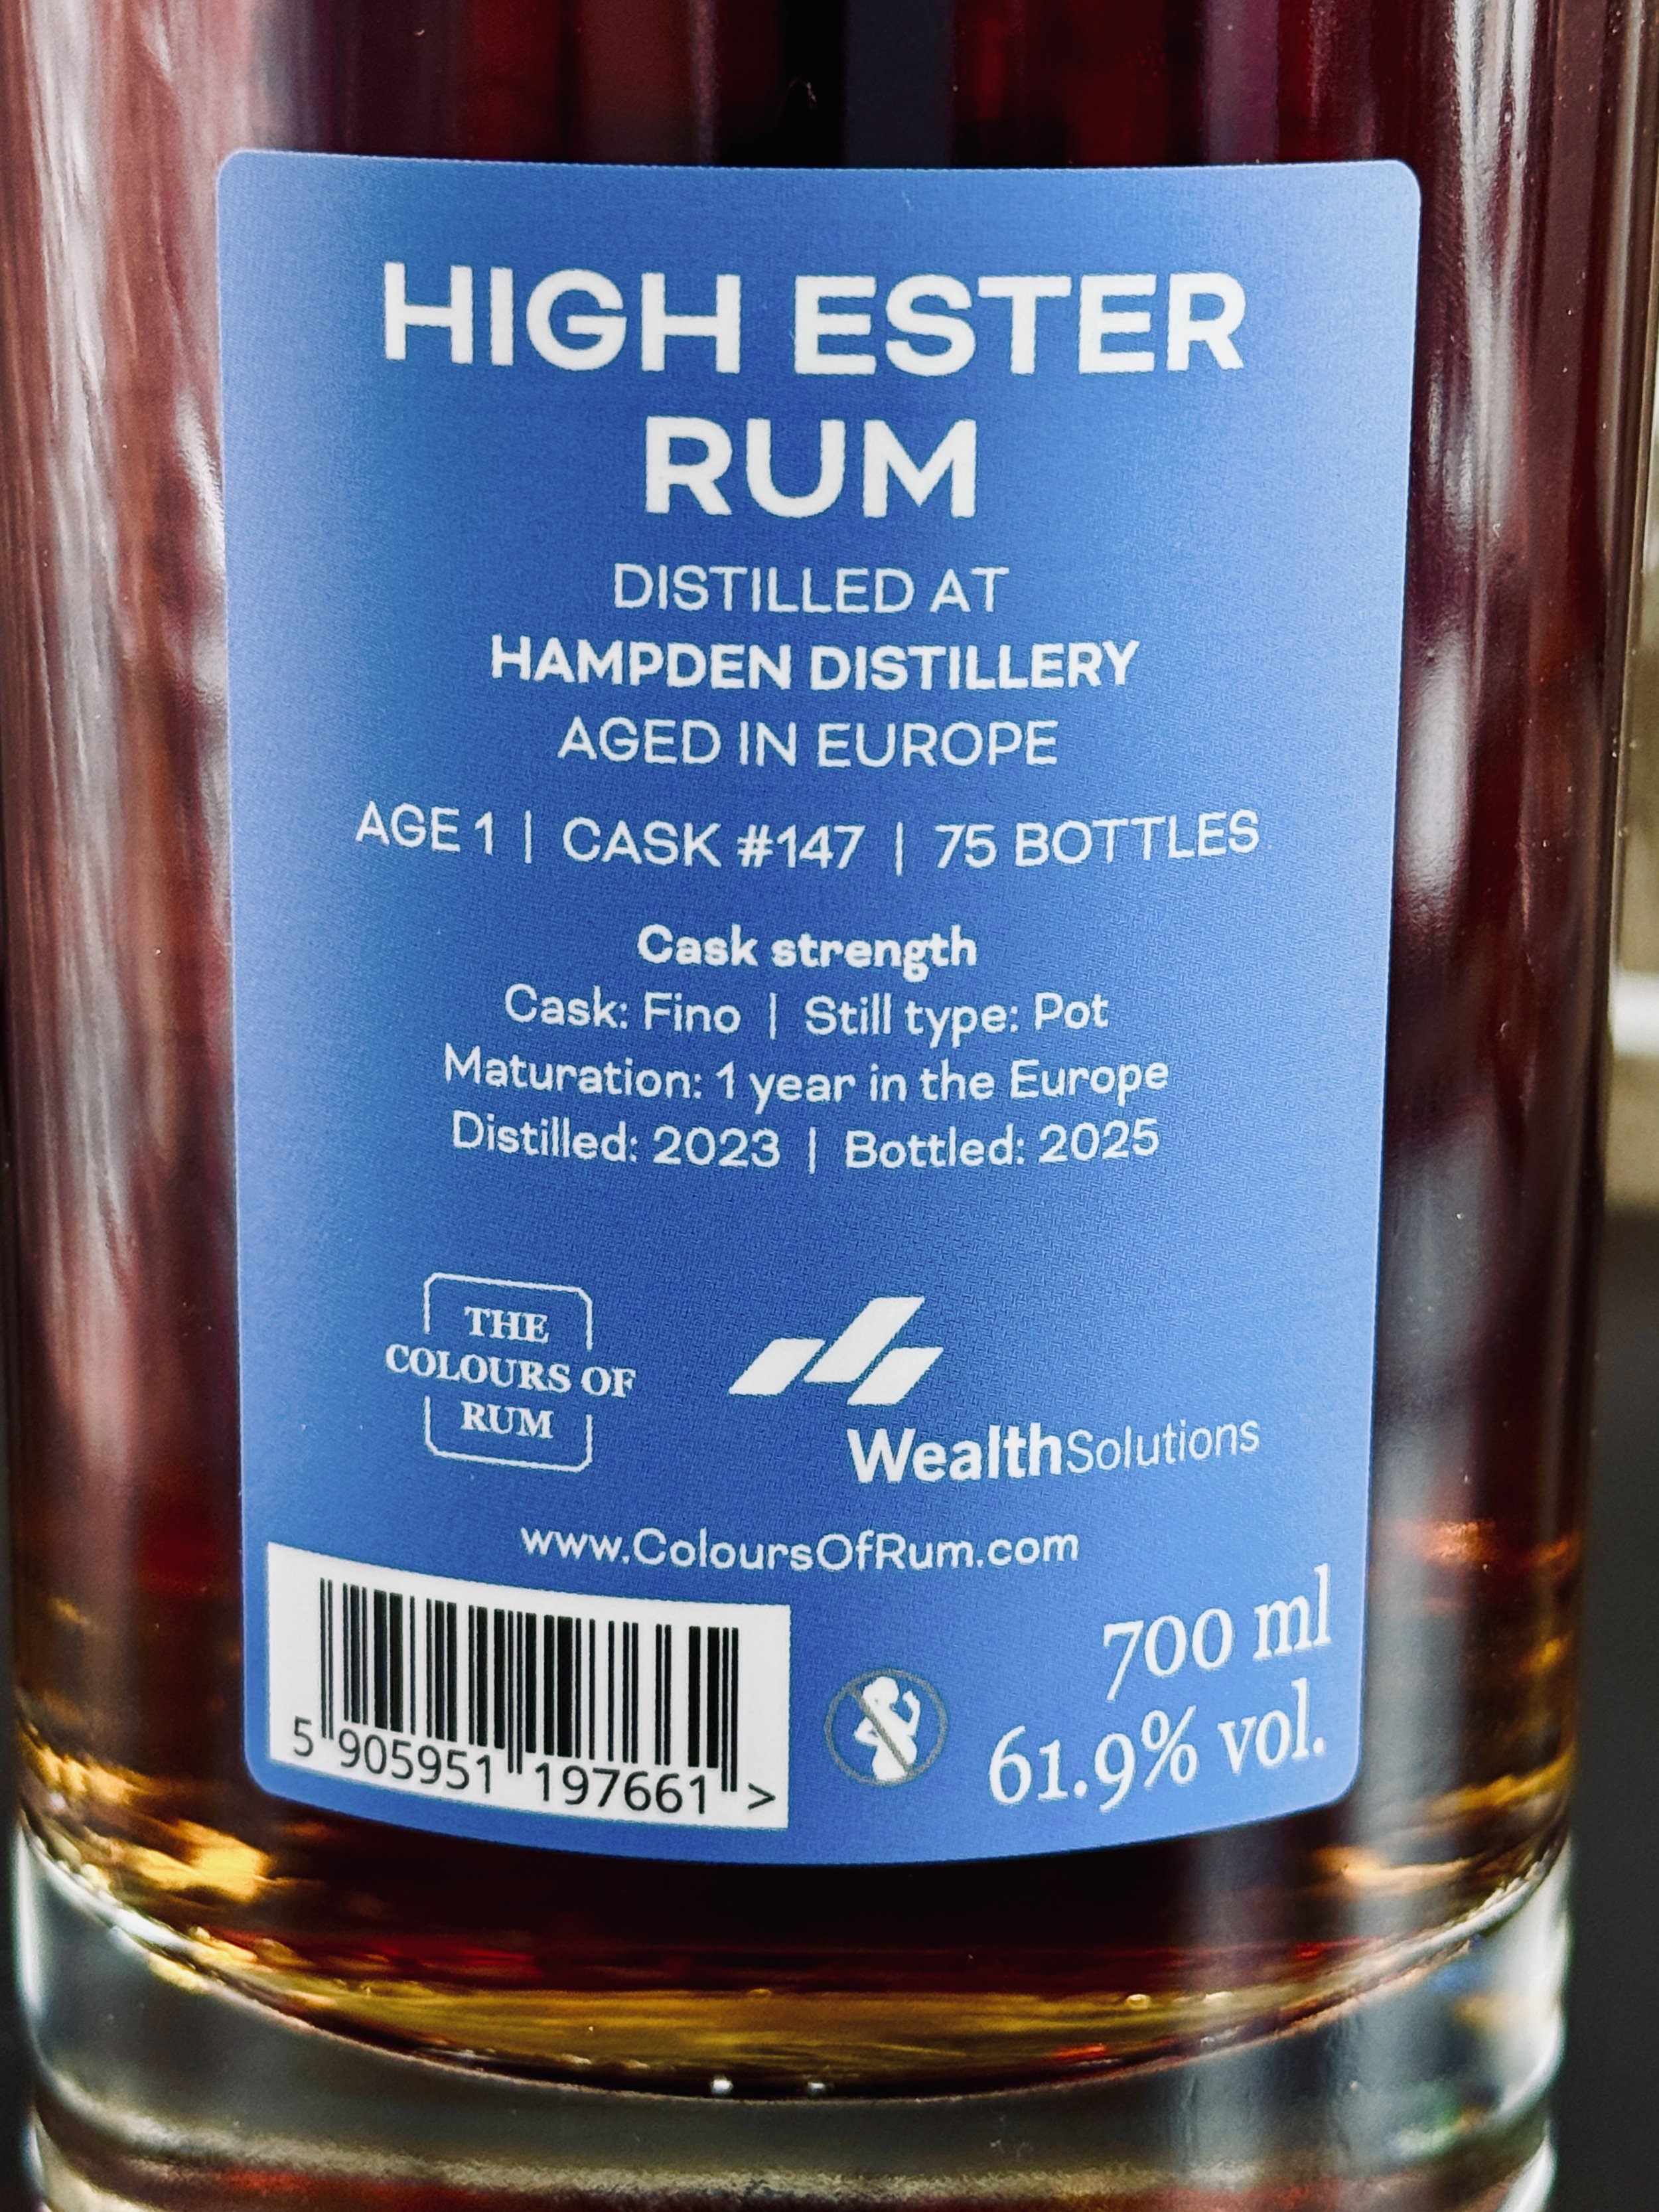 HIGH ESTER
RUM
DISTILLED AT
HAMPDEN DISTILLERY
AGED IN EUROPE
AGE 1 | CASK #147 | 75 BOTTLES
Cask strength
Cask: Fino | Still type: Pot
Maturation: 1 year in the Europe
Distilled: 2023 | Bottled: 2025
THE
COLOURS OF
RUM
WealthSolutions
www.ColoursOfRum.com
5 905951 197661 >
700 ml
61.9% vol.